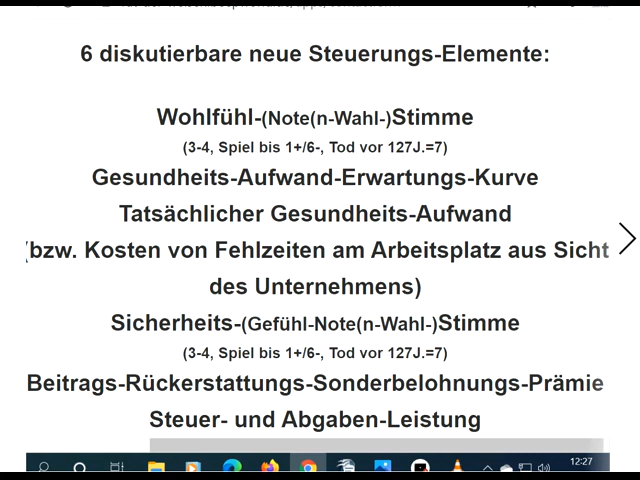 6 diskutierbare neue Steuerungs-Elemente:
Wohlfühl-(Note(n-Wahl-)Stimme
(3-4, Spiel bis 1+/6-, Tod vor 127J.=7)
Gesundheits-Aufwand-Erwartungs-Kurve
Tatsächlicher Gesundheits-Aufwand
(bzw. Kosten von Fehlzeiten am Arbeitsplatz aus Sicht
des Unternehmens)
Sicherheits-(Gefühl-Note(n-Wahl-)Stimme
(3-4, Spiel bis 1+/6-, Tod vor 127J.=7)
Beitrags-Rückerstattungs-Sonderbelohnungs-Prämie
Steuer- und Abgaben-Leistung
12:27